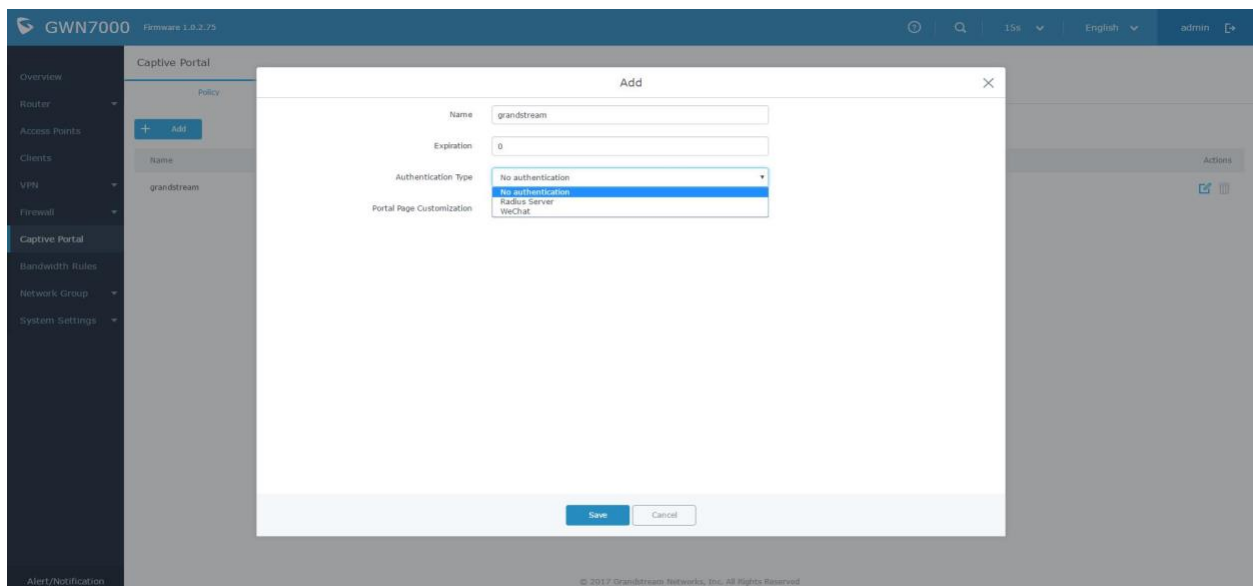 GWN7000 Firmware 1.0.2.75 15s English admin
Overview
Router
Access Points
Clients
VPN
Firewall
Captive Portal
Bandwidth Rules
Network Group
System Settings
Alert/Notification
Captive Portal
Policy
+ Add
Name Actions
grandstream
Add
Name grandstream
Expiration 0
Authentication Type No authentication
No authentication
Radius Server
WeChat
Portal Page Customization
Save Cancel
© 2017 Grandstream Networks, Inc. All Rights Reserved